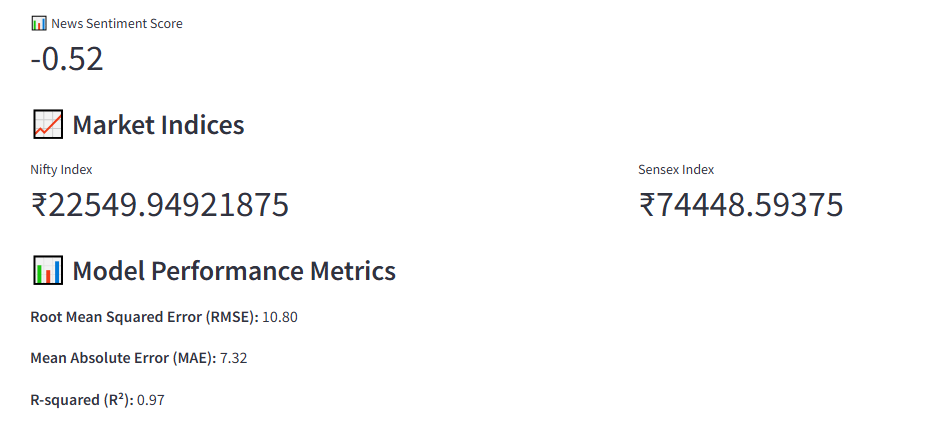 News Sentiment Score
-0.52
Market Indices
Nifty Index
₹22549.94921875
Sensex Index
₹74448.59375
Model Performance Metrics
Root Mean Squared Error (RMSE): 10.80
Mean Absolute Error (MAE): 7.32
R-squared (R²): 0.97